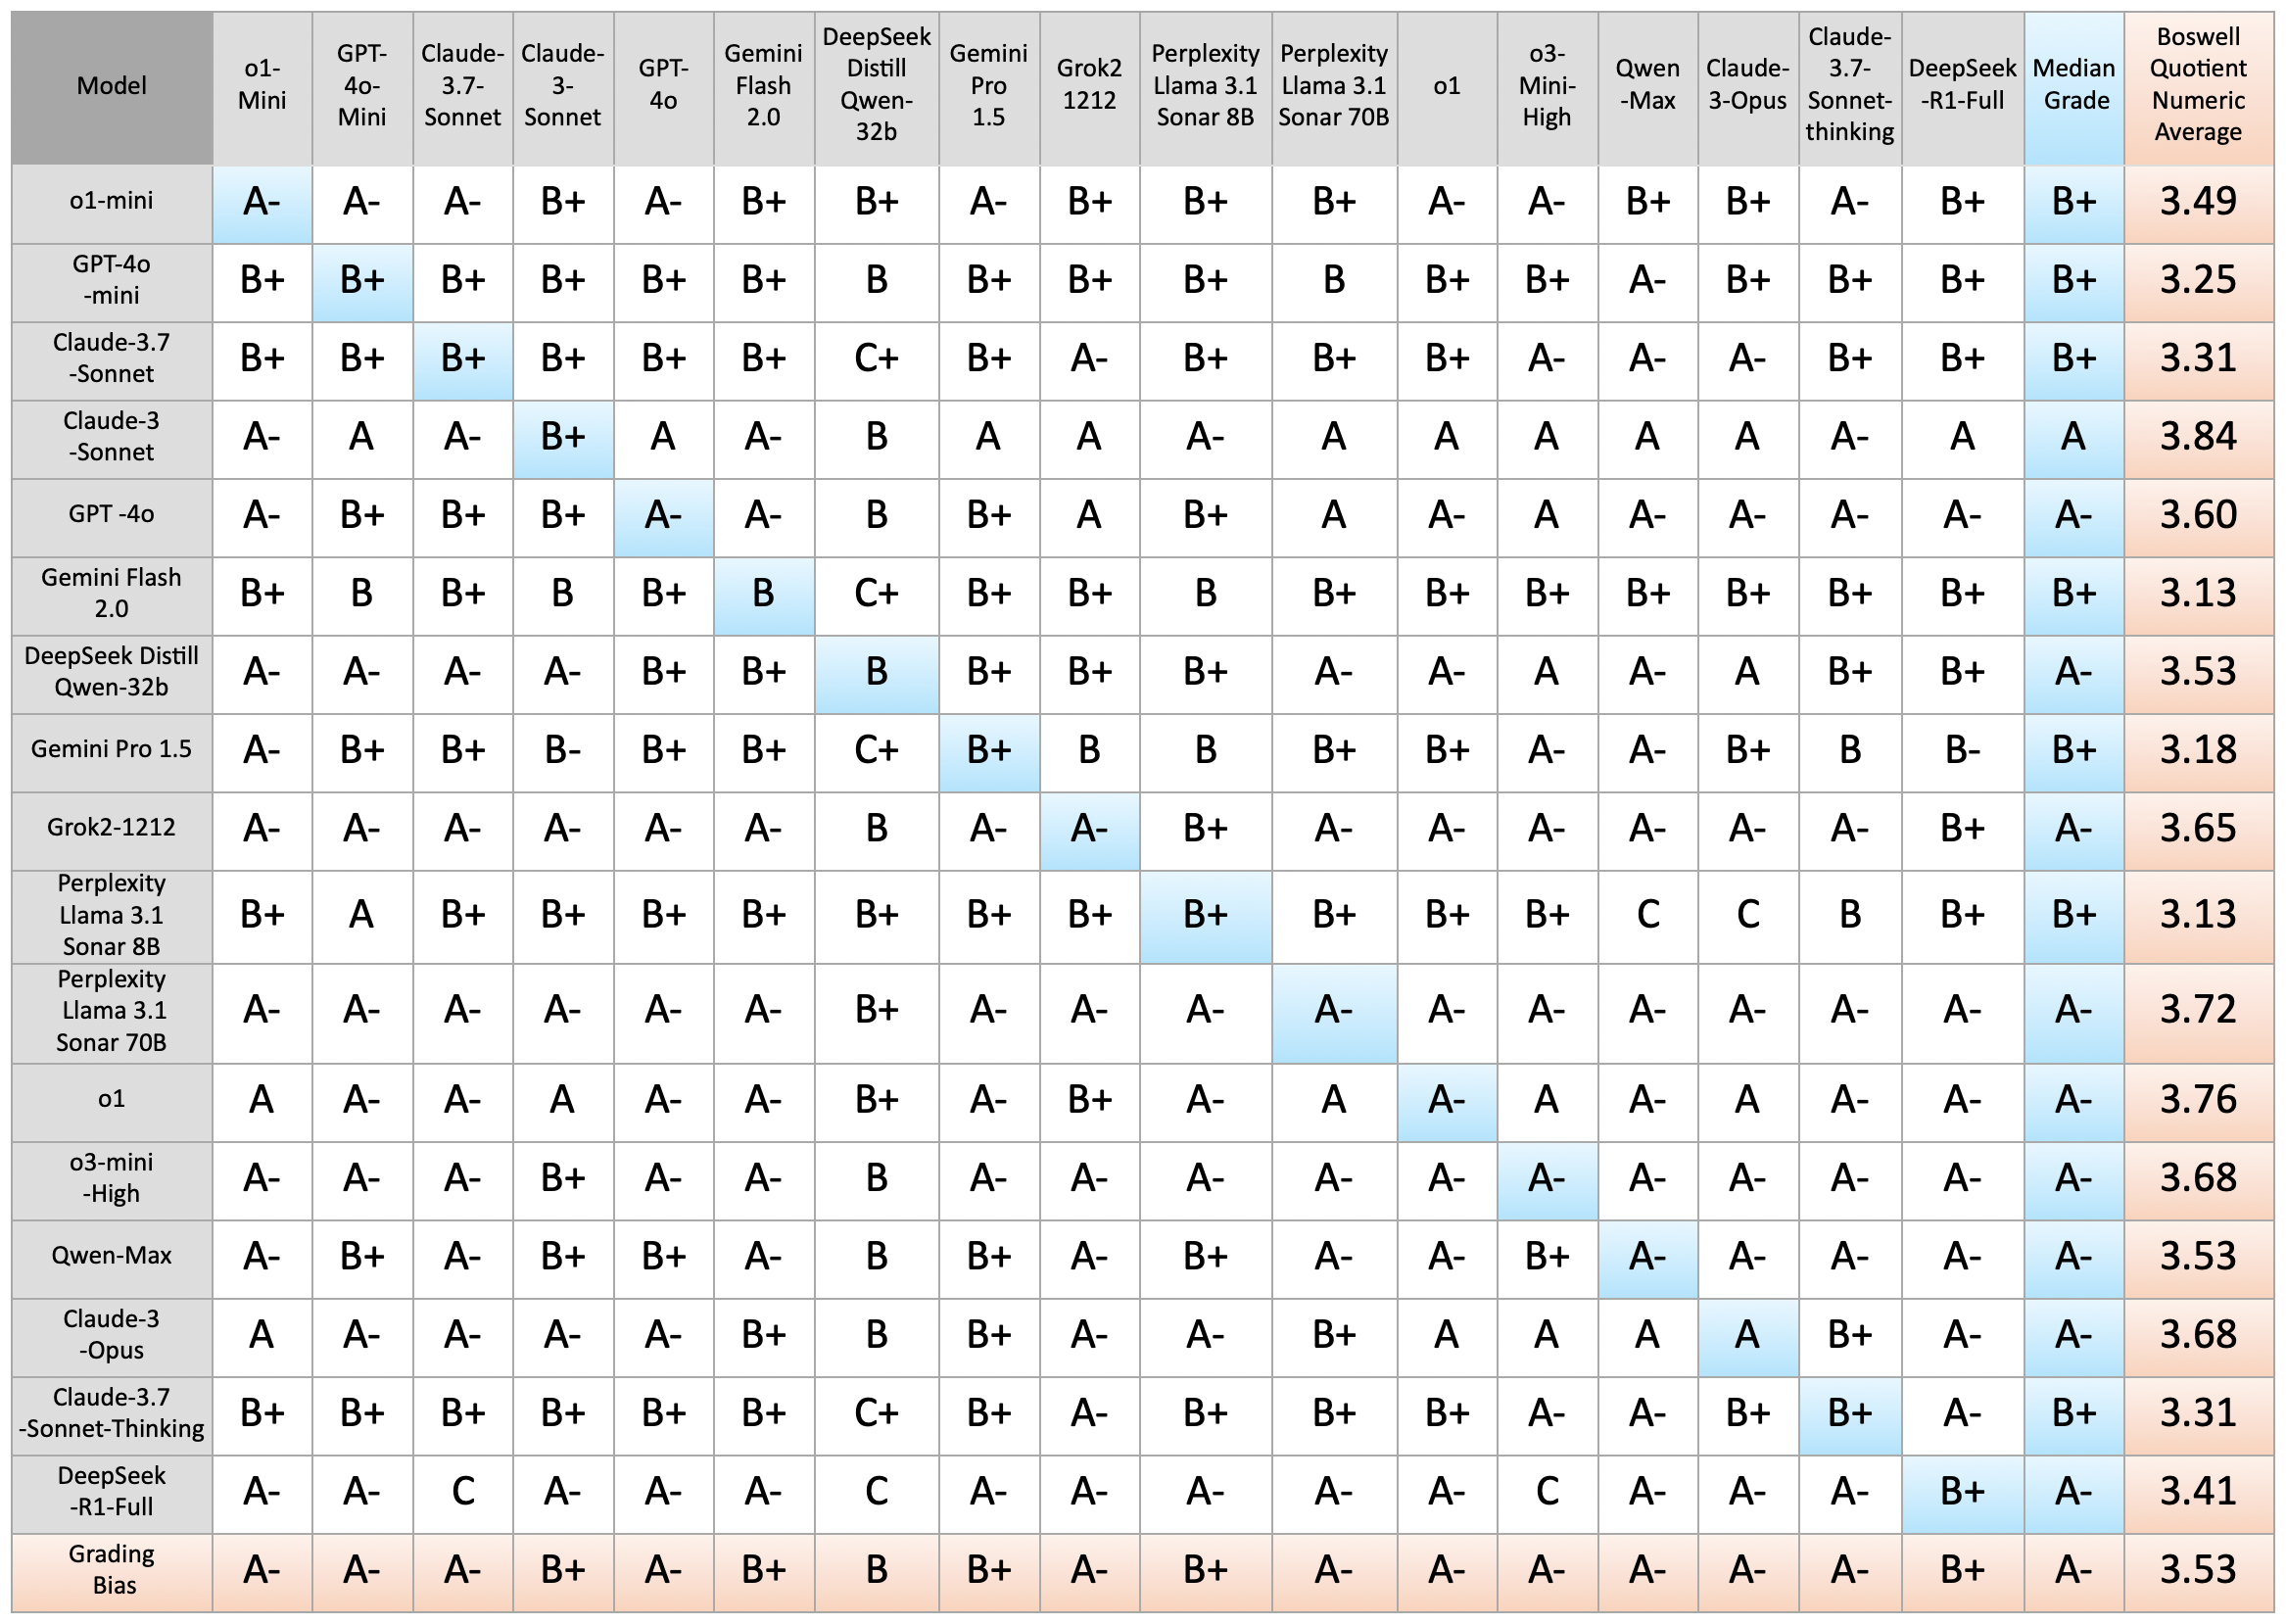 Model
o1-
Mini
GPT-
4o-
Mini
Claude-
3.7-
Sonnet
Claude-
3-
Sonnet
GPT-
4o
Gemini
Flash
2.0
DeepSeek
Distill
Qwen-
32b
Gemini
Pro
1.5
Grok2
1212
Perplexity
Llama 3.1
Sonar 8B
Perplexity
Llama 3.1
Sonar 70B
o1
o3-
Mini-
High
Qwen
-Max
Claude-
3-Opus
Claude-
3.7-
Sonnet-
thinking
DeepSeek
-R1-Full
Median
Grade
Boswell
Quotient
Numeric
Average
o1-mini
A- A- A- B+ A- B+ B+ A- B+ B+ B+ A- A- B+ B+ A- B+ B+ 3.49
GPT-4o
-mini
B+ B+ B+ B+ B+ B+ B B+ B+ B+ B B+ B+ A- B+ B+ B+ B+ 3.25
Claude-3.7
-Sonnet
B+ B+ B+ B+ B+ B+ C+ B+ A- B+ B+ B+ A- A- A- B+ B+ B+ 3.31
Claude-3
-Sonnet
A- A A- B+ A A- B A A A- A A A A A A- A A 3.84
GPT -4o
A- B+ B+ B+ A- A- B B+ A B+ A A- A A- A- A- A- A- 3.60
Gemini Flash
2.0
B+ B B+ B B+ B C+ B+ B+ B B+ B+ B+ B+ B+ B+ B+ B+ 3.13
DeepSeek Distill
Qwen-32b
A- A- A- A- B+ B+ B B+ B+ B+ A- A- A A- A B+ B+ A- 3.53
Gemini Pro 1.5
A- B+ B+ B- B+ B+ C+ B+ B B B+ B+ A- A- B+ B B- B+ 3.18
Grok2-1212
A- A- A- A- A- A- B A- A- B+ A- A- A- A- A- A- B+ A- 3.65
Perplexity
Llama 3.1
Sonar 8B
B+ A B+ B+ B+ B+ B+ B+ B+ B+ B+ B+ B+ C C B B+ B+ 3.13
Perplexity
Llama 3.1
Sonar 70B
A- A- A- A- A- A- B+ A- A- A- A- A- A- A- A- A- A- A- 3.72
o1
A A- A- A A- A- B+ A- B+ A- A A- A A- A A- A- A- 3.76
o3-mini
-High
A- A- A- B+ A- A- B A- A- A- A- A- A- A- A- A- A- A- 3.68
Qwen-Max
A- B+ A- B+ B+ A- B B+ A- B+ A- A- B+ A- A- A- A- A- 3.53
Claude-3
-Opus
A A- A- A- A- B+ B B+ A- A- B+ A A A A B+ A- A- 3.68
Claude-3.7
-Sonnet-Thinking
B+ B+ B+ B+ B+ B+ C+ B+ A- B+ B+ B+ A- A- B+ B+ A- B+ 3.31
DeepSeek
-R1-Full
A- A- C A- A- A- C A- A- A- A- A- C A- A- A- B+ A- 3.41
Grading
Bias
A- A- A- B+ A- B+ B B+ A- B+ A- A- A- A- A- A- B+ A- 3.53